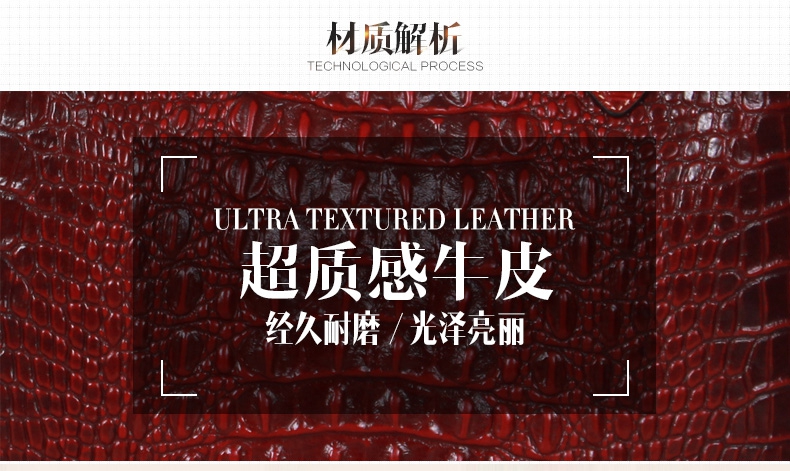 材质解析
TECHNOLOGICAL PROCESS
ULTRA TEXTURED LEATHER
超质感牛皮
经久耐磨 / 光泽亮丽